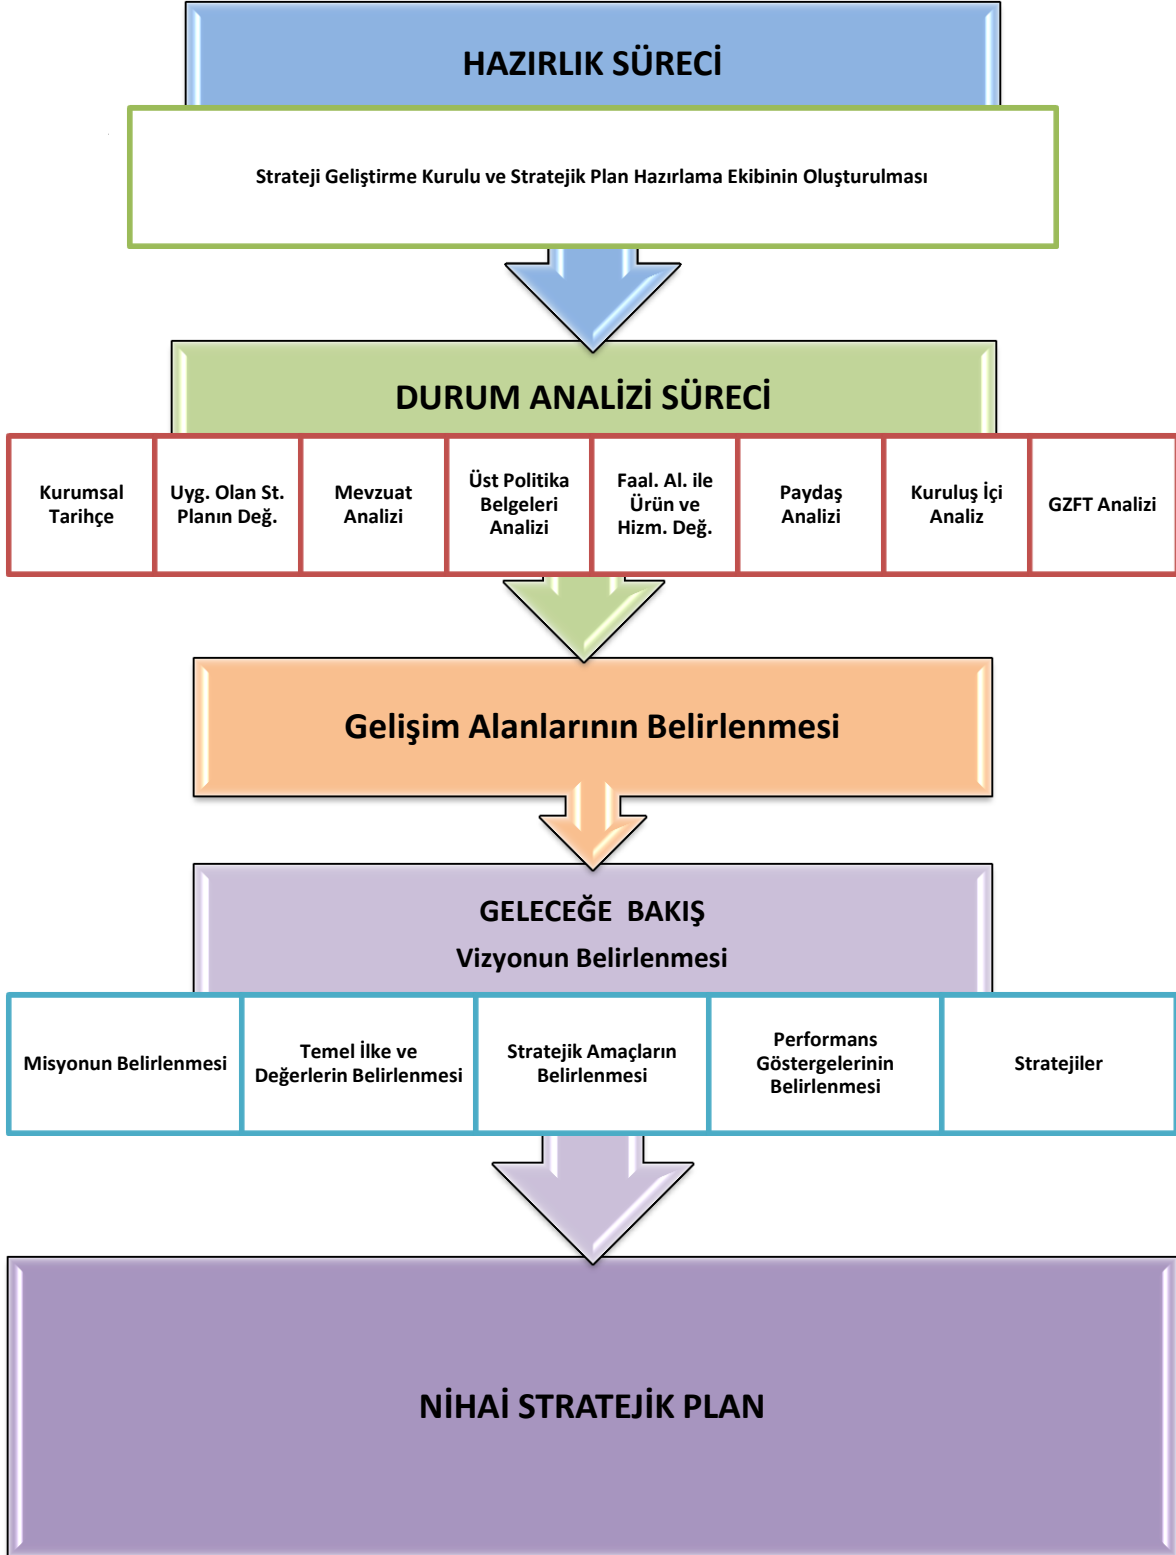 HAZIRLIK SÜRECİ
Strateji Geliştirme Kurulu ve Stratejik Plan Hazırlama Ekibinin Oluşturulması
DURUM ANALİZİ SÜRECİ
Kurumsal
Tarihçe
Uyg. Olan St.
Planın Değ.
Mevzuat
Analizi
Üst Politika
Belgeleri
Analizi
Faal. Al. ile
Ürün ve
Hizm. Değ.
Paydaş
Analizi
Kuruluş İçi
Analiz
GZFT Analizi
Gelişim Alanlarının Belirlenmesi
GELECEĞE BAKIŞ
Vizyonun Belirlenmesi
Misyonun Belirlenmesi
Temel İlke ve
Değerlerin Belirlenmesi
Stratejik Amaçların
Belirlenmesi
Performans
Göstergelerinin
Belirlenmesi
Stratejiler
NİHAİ STRATEJİK PLAN